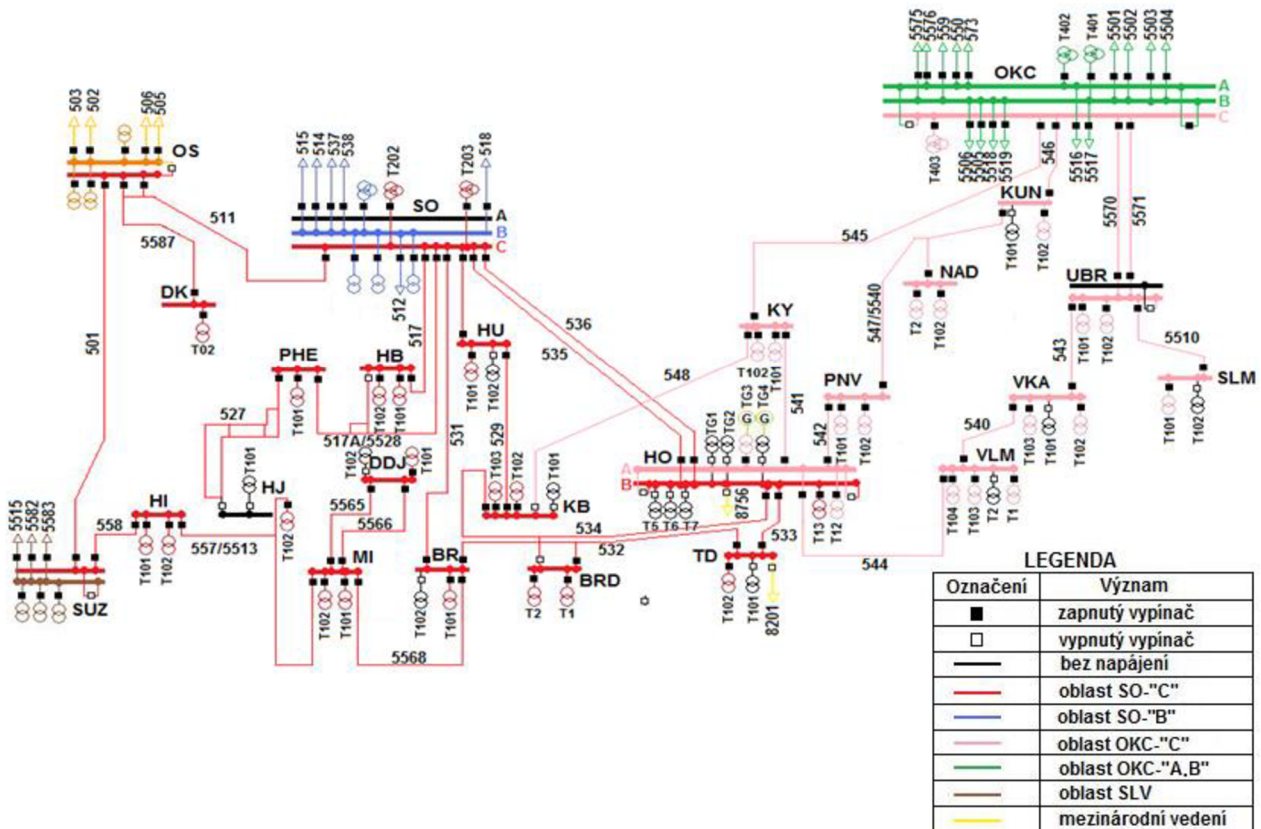 5575
5576
559
550
573
T402
T401
5501
5502
5503
5504
OKC
A
B
C
T403
5506
5505
5518
5519
546
5516
5517
503
502
506
505
OS
515
514
537
538
T202
T203
518
SO
A
B
C
512
517
511
5587
DK
T02
501
KUN
T101
T102
545
5570
5571
NAD
T2
T102
UBR
T101
T102
543
5510
SLM
T101
T102
547/5540
KY
T102
T101
536
535
HU
T101
T102
HB
T102
T101
PHE
T101
527
517A/5528
531
529
548
541
PNV
T101
T102
542
VKA
T103
T101
T102
540
VLM
T104
T103
T2
T1
544
TG1
TG2
TG3
TG4
G
G
HO
A
B
T5
T6
T7
8756
T13
T12
533
T102
DDJ
T101
T103
T102
T101
KB
534
532
T101
HJ
T102
HI
T101
T102
558
557/5513
5515
5582
5583
SUZ
5565
5566
MI
T102
T101
5568
BR
T102
T101
BRD
T2
T1
TD
T102
T101
8201
LEGENDA
Označení Význam
zapnutý vypínač
vypnutý vypínač
bez napájení
oblast SO-"C"
oblast SO-"B"
oblast OKC-"C"
oblast OKC-"A,B"
oblast SLV
mezinárodní vedení